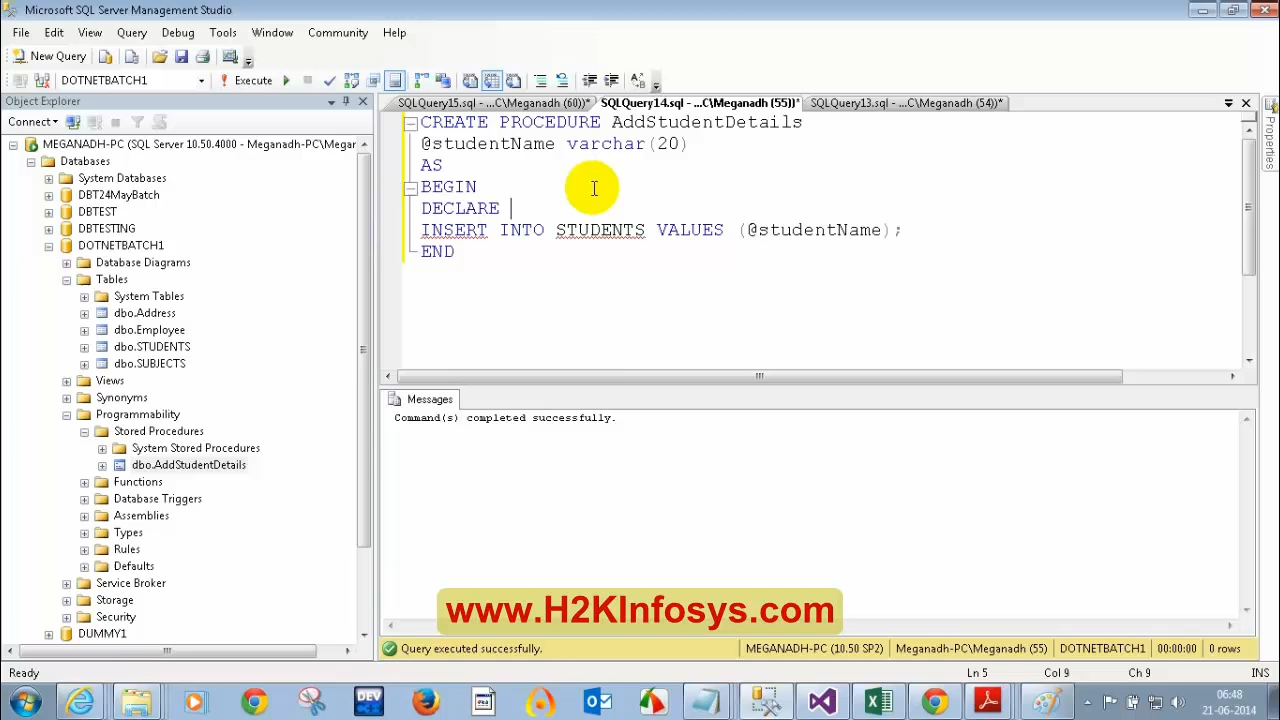 Microsoft SQL Server Management Studio
File Edit View Query Debug Tools Window Community Help
New Query
DOTNETBATCH1 Execute
Object Explorer
SQLQuery15.sql - ...C\Meganadh (60))* SQLQuery14.sql - ...C\Meganadh (55))* SQLQuery13.sql - ...C\Meganadh (54))*
Connect
MEGANADH-PC (SQL Server 10.50.4000 - MEGANADH-PC\Megar
Databases
System Databases
DBT24MayBatch
DBTEST
DBTESTING
DOTNETBATCH1
Database Diagrams
Tables
System Tables
dbo.Address
dbo.Employee
dbo.STUDENTS
dbo.SUBJECTS
Views
Synonyms
Programmability
Stored Procedures
System Stored Procedures
dbo.AddStudentDetails
Functions
Database Triggers
Assemblies
Types
Rules
Defaults
Service Broker
Storage
Security
DUMMY1
CREATE PROCEDURE AddStudentDetails
@studentName varchar(20)
AS
BEGIN
DECLARE
INSERT INTO STUDENTS VALUES (@studentName);
END
Properties
Messages
Command(s) completed successfully.
www.H2KInfosys.com
Query executed successfully. MEGANADH-PC (10.50 SP2) Meganadh-PC\Meganadh (55) DOTNETBATCH1 00:00:00 0 rows
Ready Ln 5 Col 9 Ch 9 INS
DEV
06:48
21-06-2014